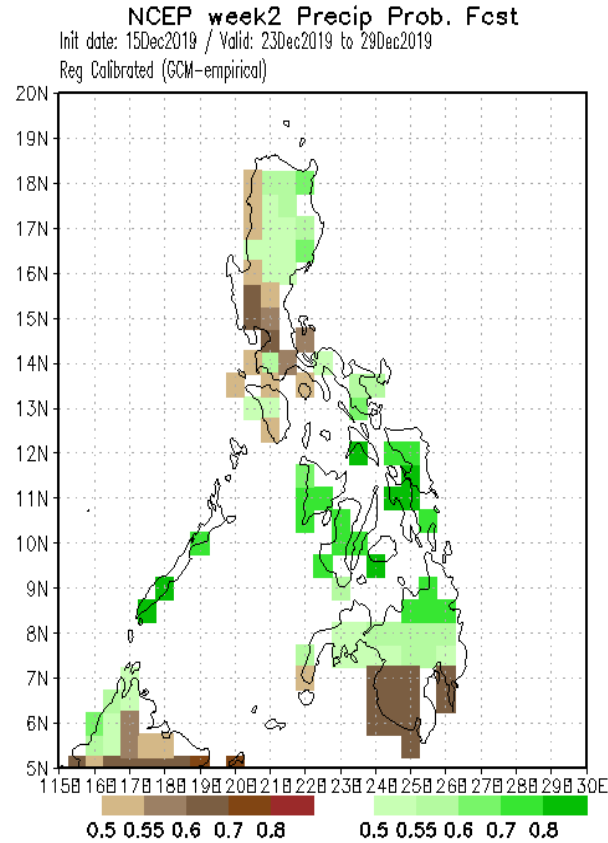 NCEP week2 Precip Prob. Fcst
Init date: 15Dec2019 / Valid: 23Dec2019 to 29Dec2019
Reg Calibrated (GCM-empirical)
20N
19N
18N
17N
16N
15N
14N
13N
12N
11N
10N
9N
8N
7N
6N
5N
115E 116E 117E 118E 119E 120E 121E 122E 123E 124E 125E 126E 127E 128E 129E 130E
0.5 0.55 0.6 0.7 0.8 0.5 0.55 0.6 0.7 0.8